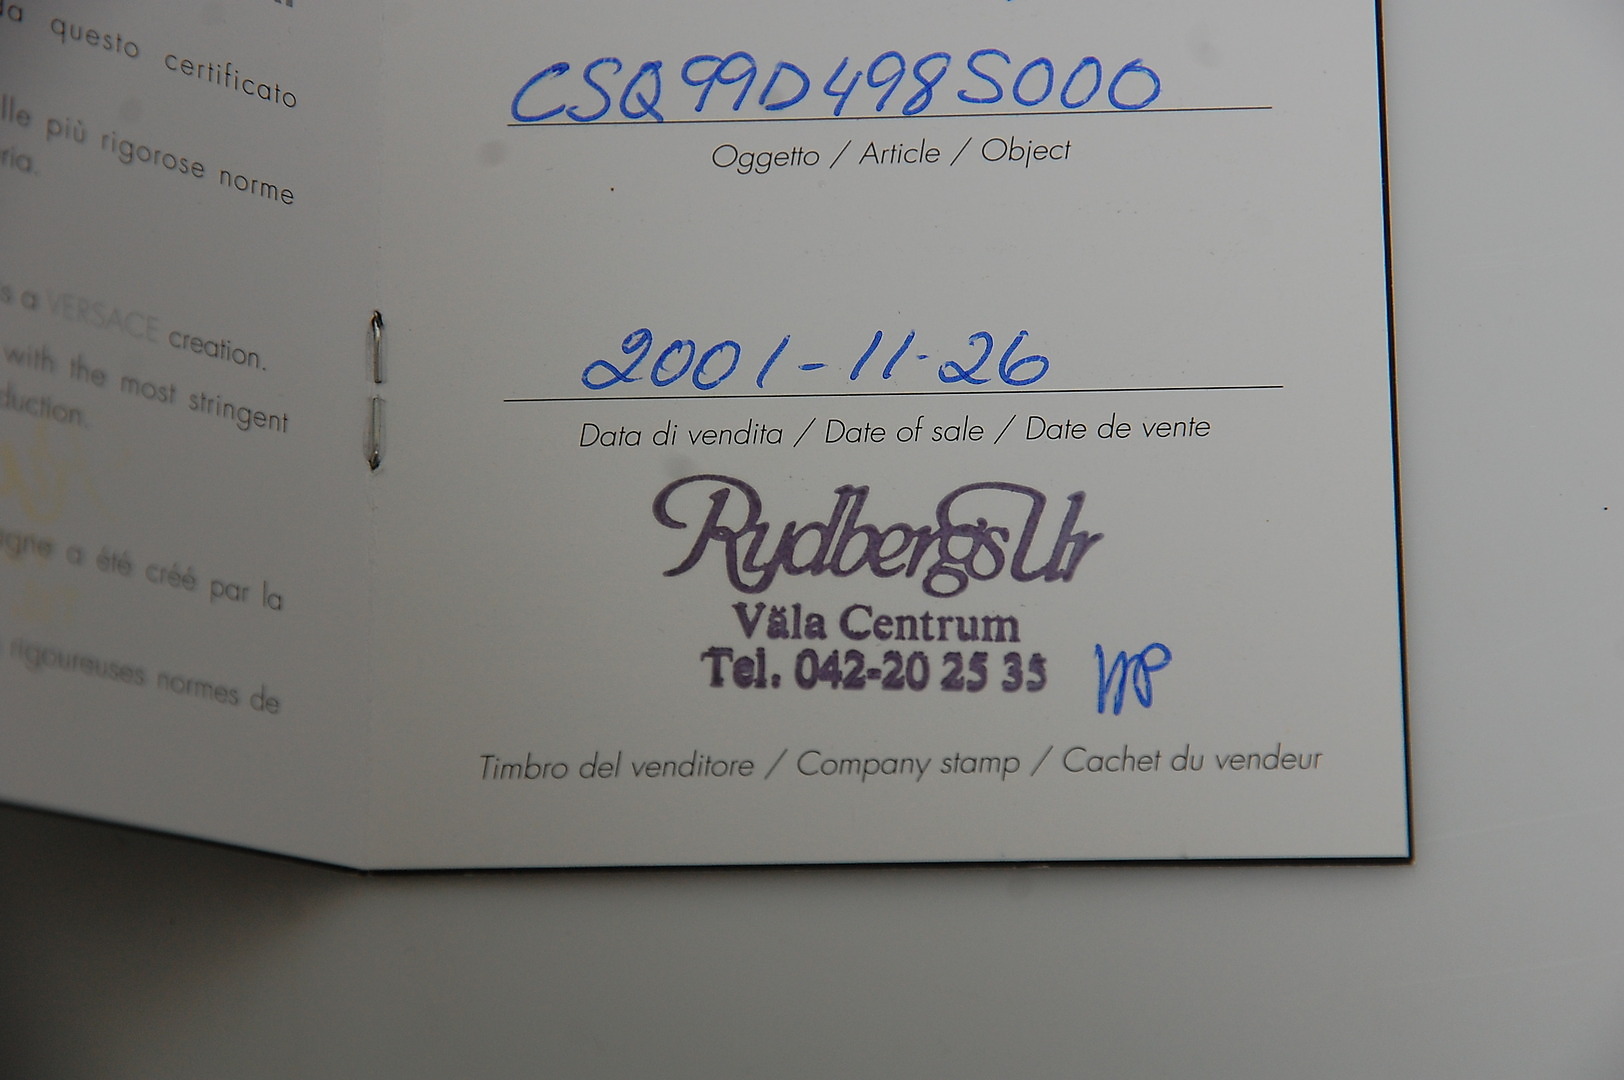 questo certificato
lle più rigorose norme
ria.
s a VERSACE creation.
with the most stringent
duction.
igne a été créé par la
rigoureuses normes de
CSQ99D498S000
Oggetto / Article / Object
2001-11-26
Data di vendita / Date of sale / Date de vente
Rydbergs Ur
Väla Centrum
Tel. 042-20 25 35
Timbro del venditore / Company stamp / Cachet du vendeur